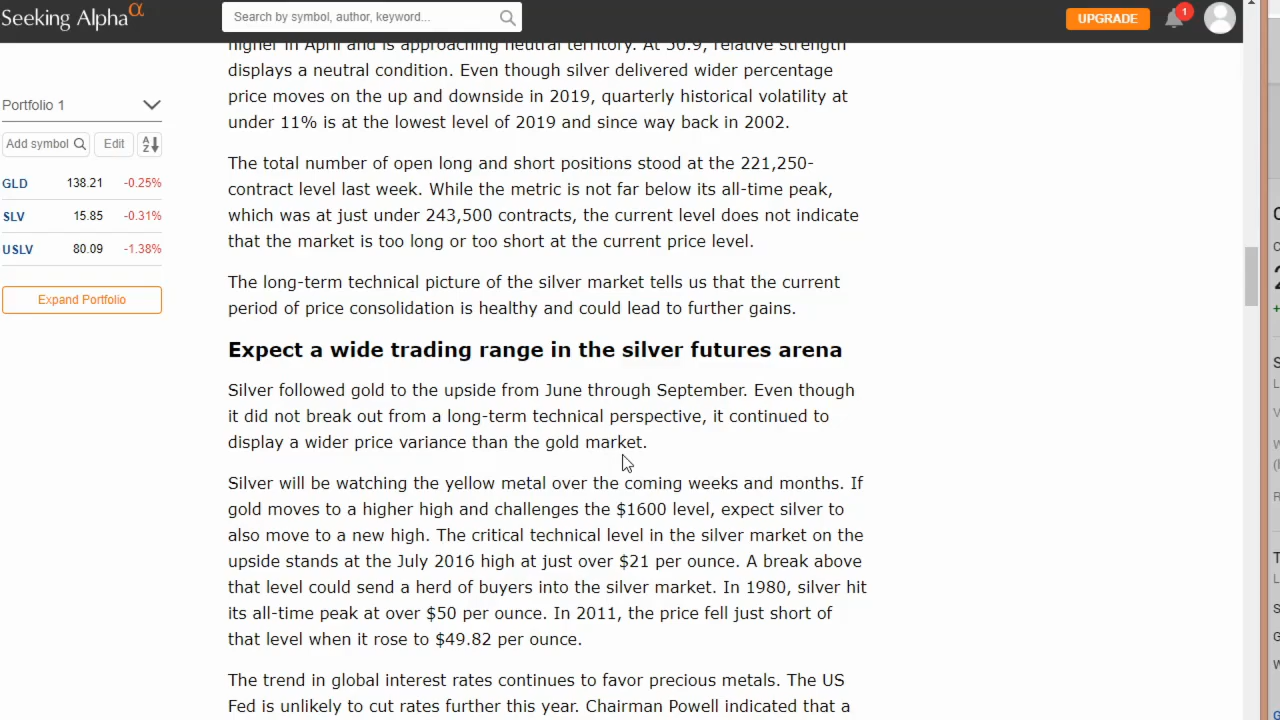 Seeking Alpha α
Search by symbol, author, keyword...
UPGRADE
1
Portfolio 1
Add symbol
Edit
A
Z
GLD 138.21 -0.25%
SLV 15.85 -0.31%
USLV 80.09 -1.38%
Expand Portfolio
higher in April and is approaching neutral territory. At 50.9, relative strength
displays a neutral condition. Even though silver delivered wider percentage
price moves on the up and downside in 2019, quarterly historical volatility at
under 11% is at the lowest level of 2019 and since way back in 2002.
The total number of open long and short positions stood at the 221,250-
contract level last week. While the metric is not far below its all-time peak,
which was at just under 243,500 contracts, the current level does not indicate
that the market is too long or too short at the current price level.
The long-term technical picture of the silver market tells us that the current
period of price consolidation is healthy and could lead to further gains.
Expect a wide trading range in the silver futures arena
Silver followed gold to the upside from June through September. Even though
it did not break out from a long-term technical perspective, it continued to
display a wider price variance than the gold market.
Silver will be watching the yellow metal over the coming weeks and months. If
gold moves to a higher high and challenges the $1600 level, expect silver to
also move to a new high. The critical technical level in the silver market on the
upside stands at the July 2016 high at just over $21 per ounce. A break above
that level could send a herd of buyers into the silver market. In 1980, silver hit
its all-time peak at over $50 per ounce. In 2011, the price fell just short of
that level when it rose to $49.82 per ounce.
The trend in global interest rates continues to favor precious metals. The US
Fed is unlikely to cut rates further this year. Chairman Powell indicated that a